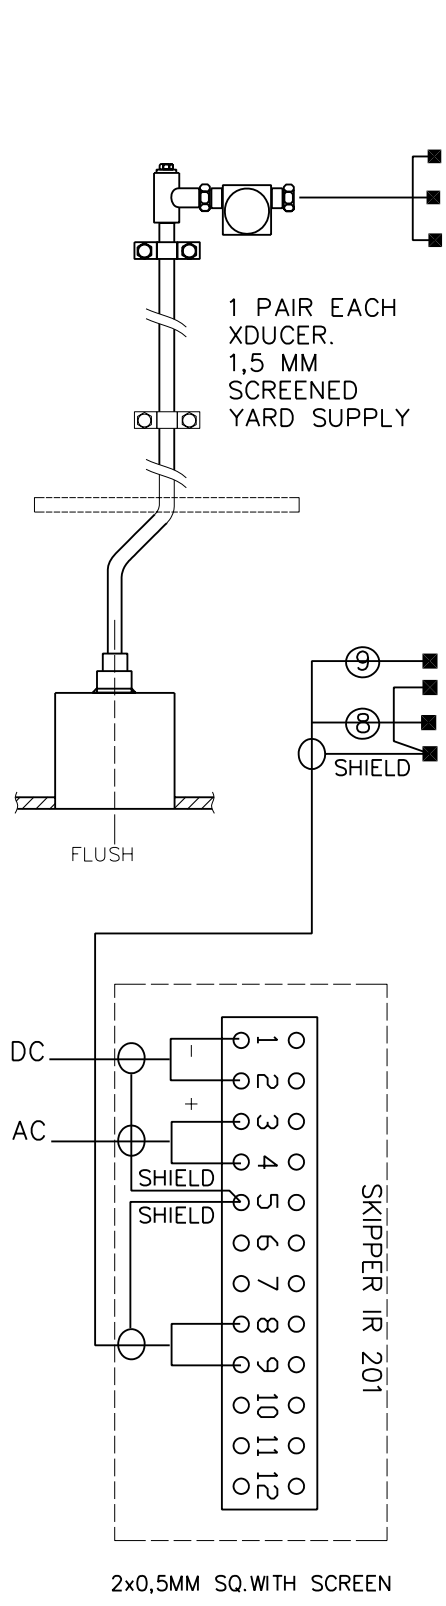 1 PAIR EACH
XDUCER.
1,5 MM
SCREENED
YARD SUPPLY
9
8
SHIELD
FLUSH
DC
-
+
AC
SHIELD
SHIELD
1
2
3
4
5
6
7
8
9
10
11
12
SKIPPER IR 201
2x0,5MM SQ.WITH SCREEN